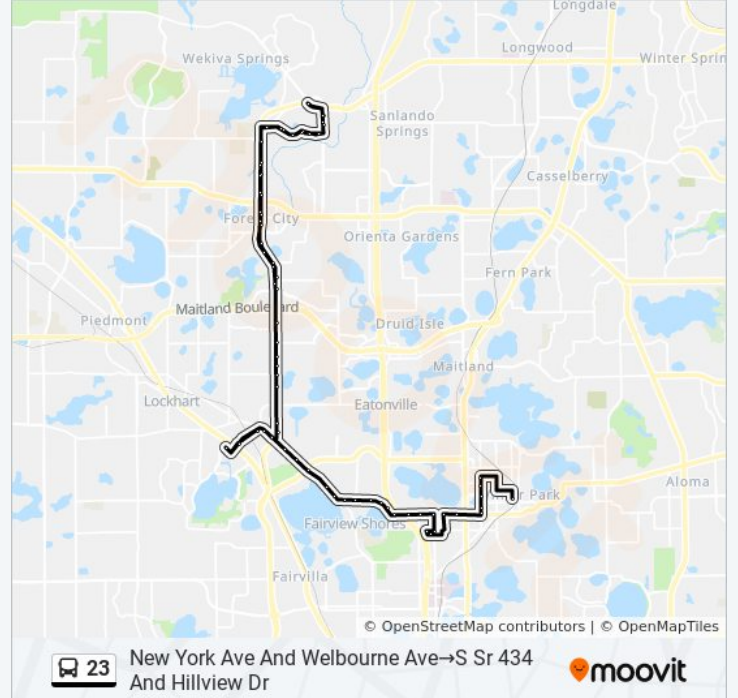 Longdale
Longwood
Wekiva Springs
Winter Sprin
Sanlando
Springs
Casselberry
Forest City
Orienta Gardens
Fern Park
Maitland Boulevard
Piedmont
Druid Isle
Maitland
Lockhart
Eatonville
Aloma
Park
Fairview Shores
Fairvilla
© OpenStreetMap contributors | © OpenMapTiles
23
New York Ave And Welbourne Ave→S Sr 434
And Hillview Dr
moovit